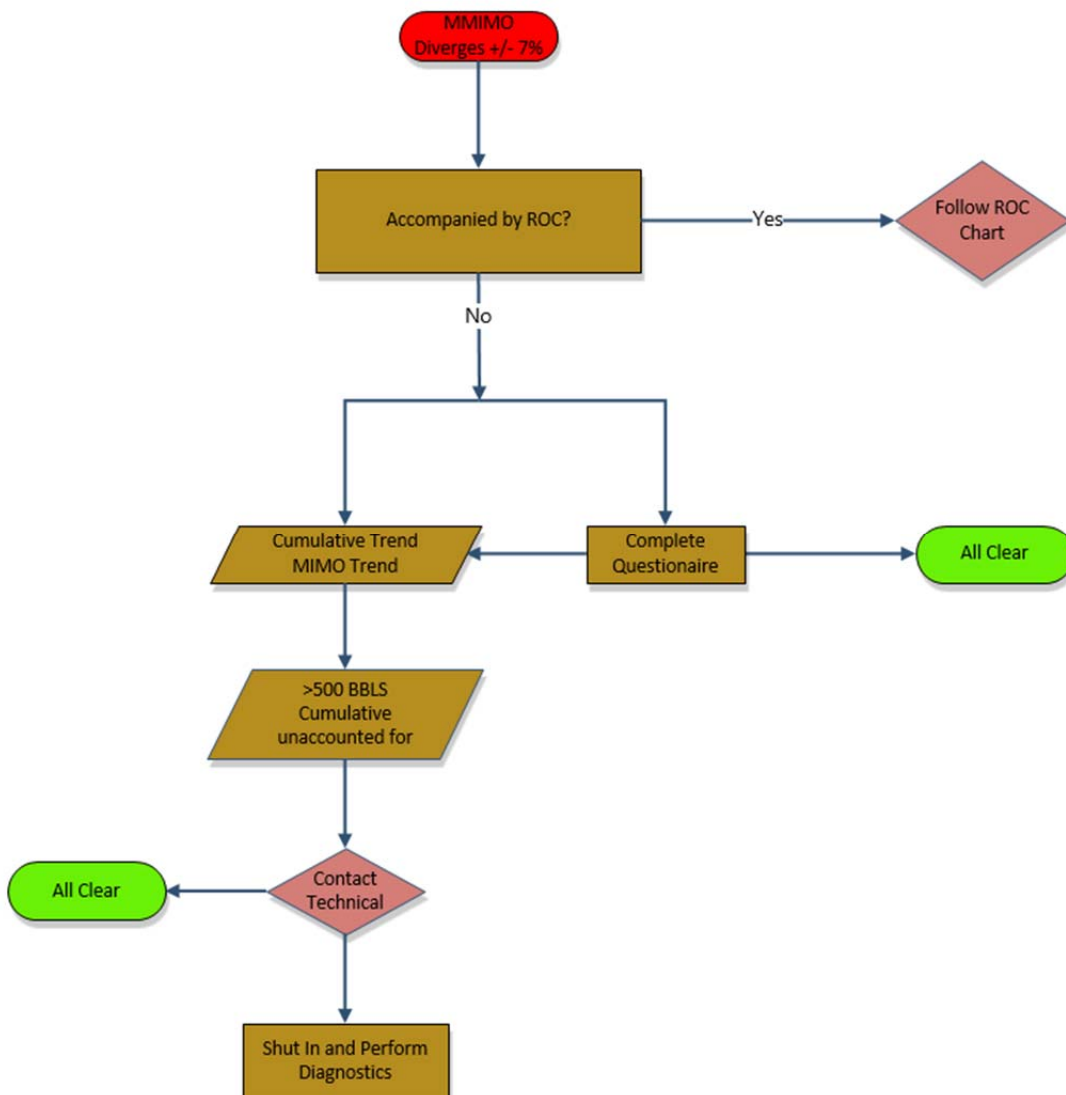 MMIMO
Diverges +/- 7%
Accompanied by ROC?
Yes
Follow ROC
Chart
No
Cumulative Trend
MIMO Trend
Complete
Questionaire
All Clear
>500 BBLS
Cumulative
unaccounted for
All Clear
Contact
Technical
Shut In and Perform
Diagnostics